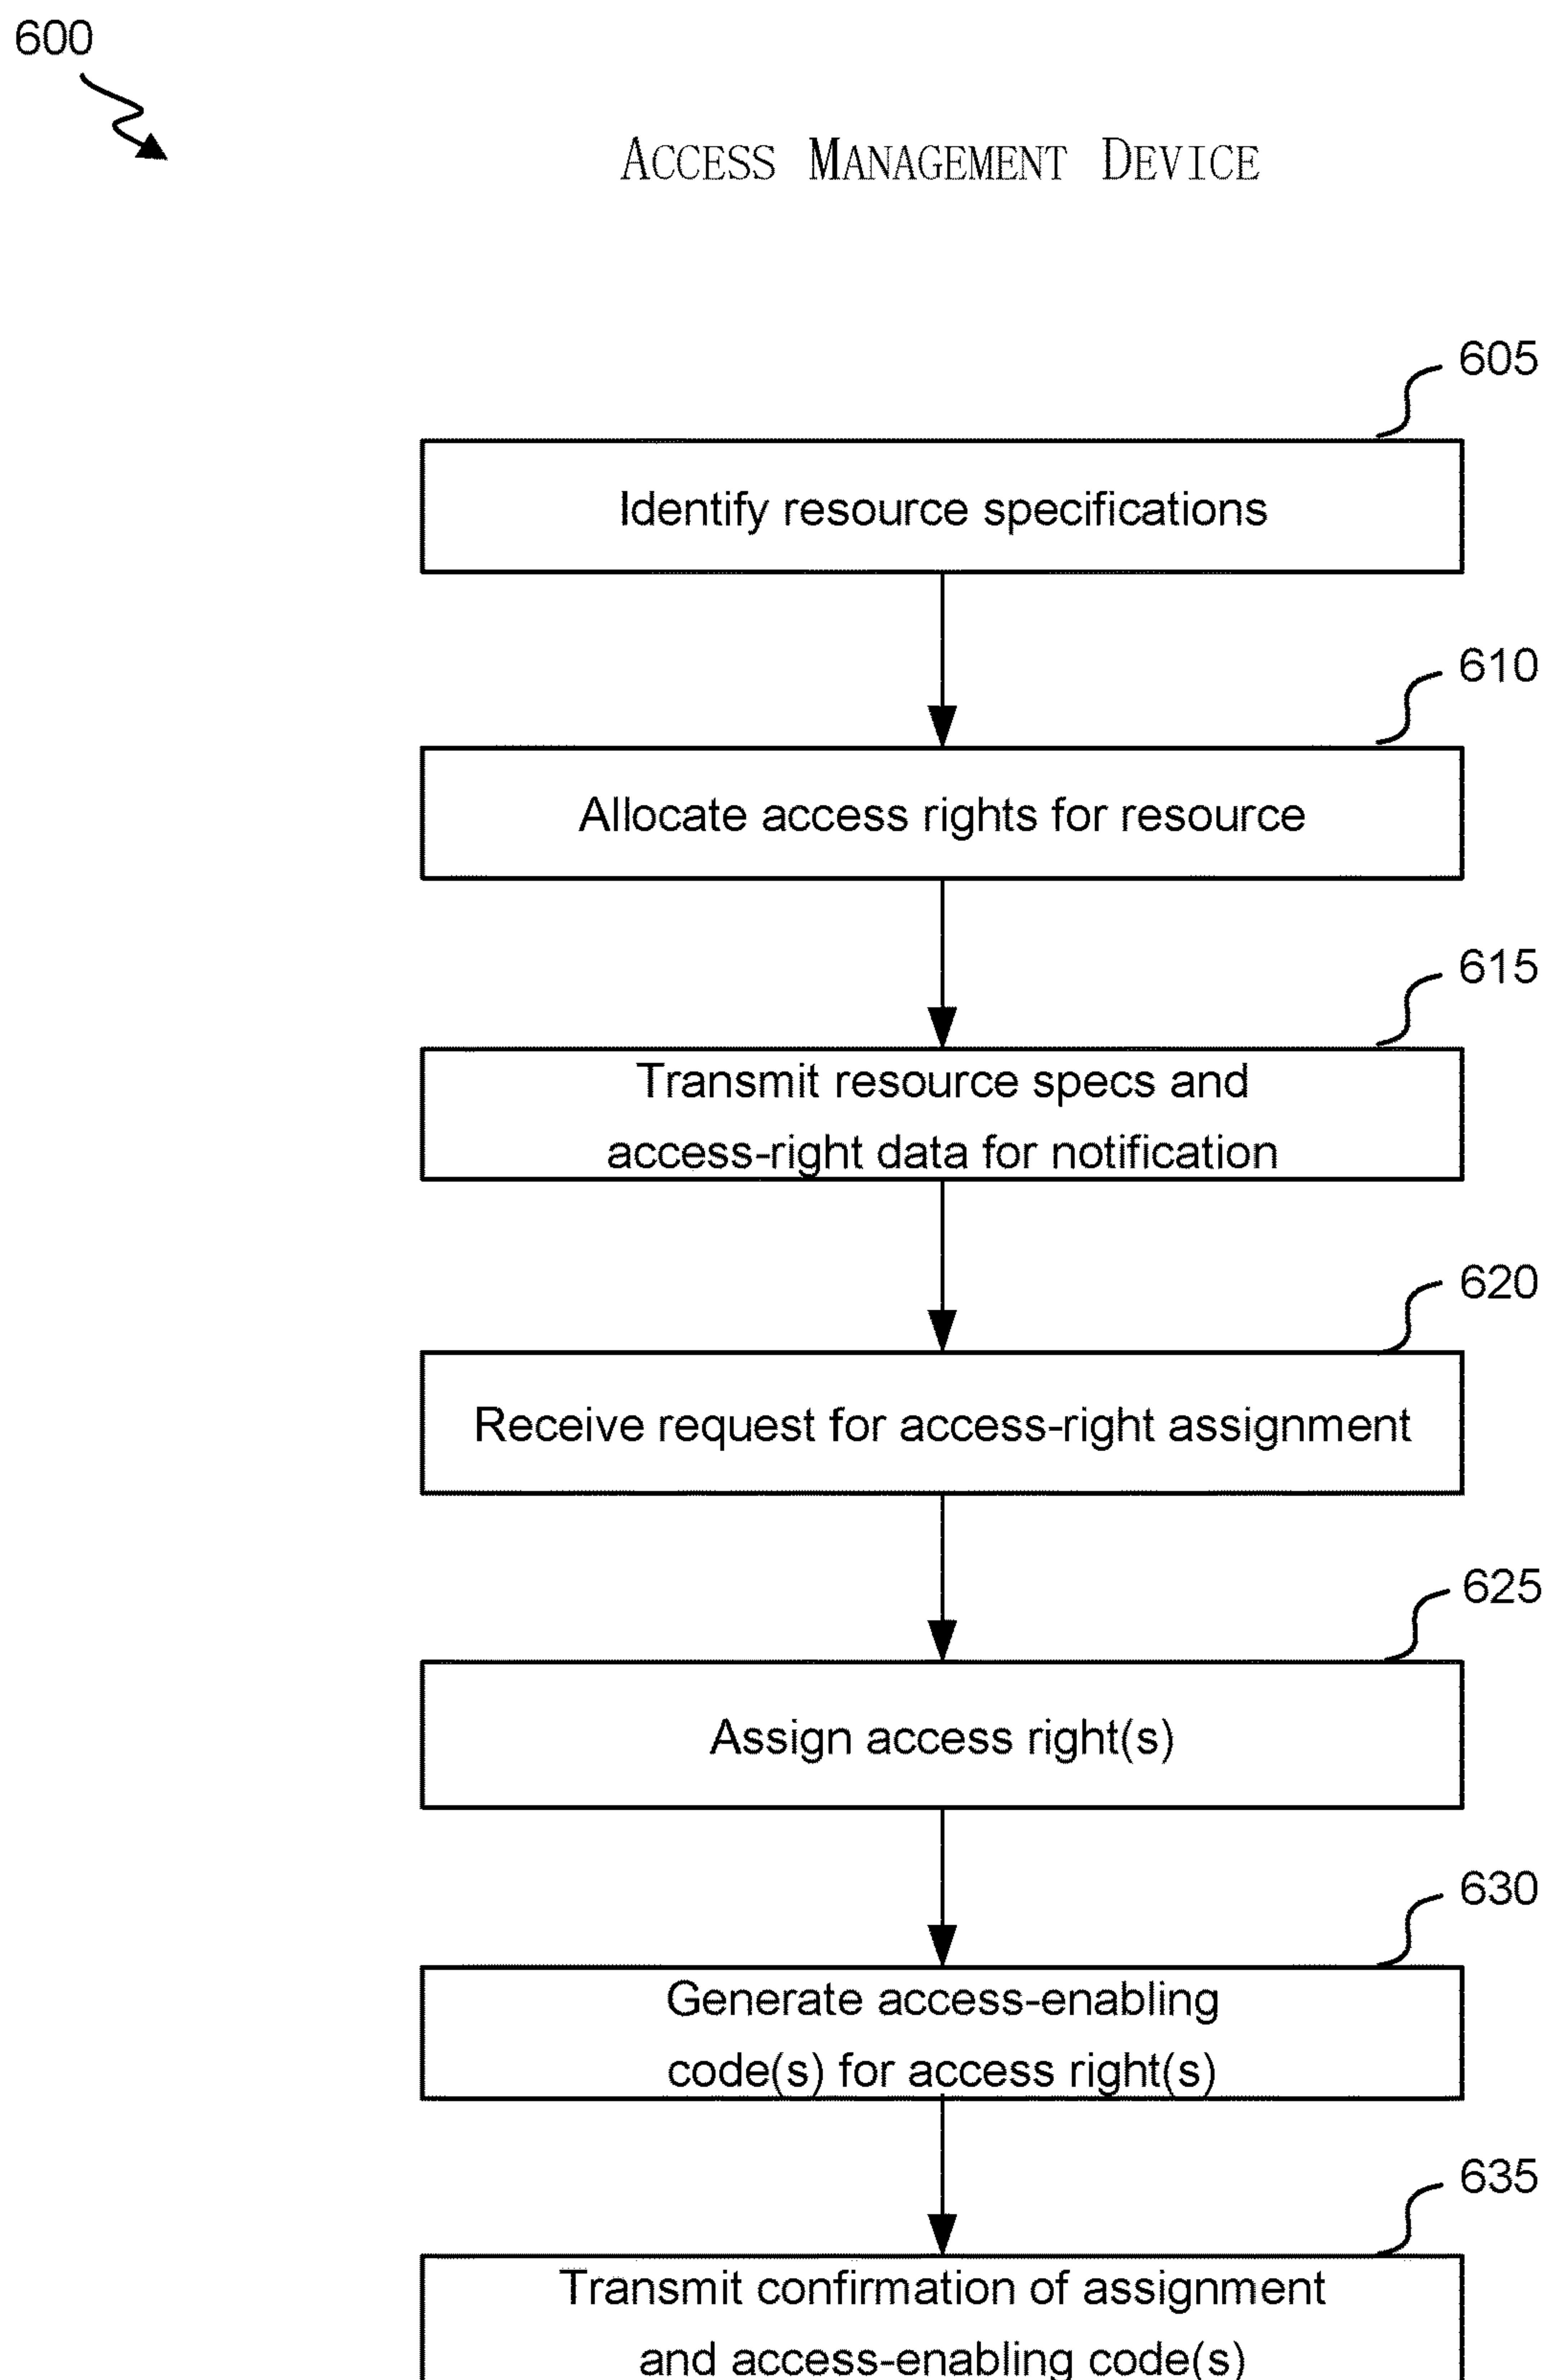 600
ACCESS MANAGEMENT DEVICE
605
Identify resource specifications
610
Allocate access rights for resource
615
Transmit resource specs and
access-right data for notification
620
Receive request for access-right assignment
625
Assign access right(s)
630
Generate access-enabling
code(s) for access right(s)
635
Transmit confirmation of assignment
and access-enabling code(s)